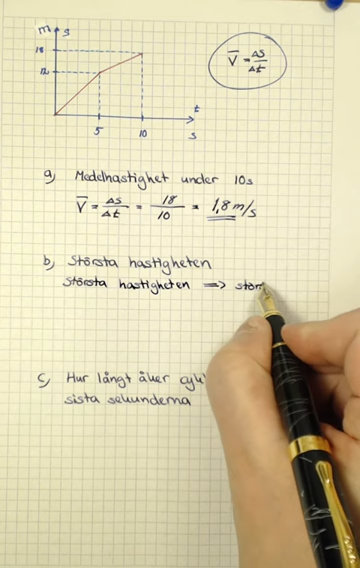 m s
18
12
t
5 10 s
V̅ = Δs/Δt
a) Medelhastighet under 10s
V̅ = Δs/Δt = 18/10 = 1,8 m/s
b) Största hastigheten
Största hastigheten => störr
c) Hur långt åker
sista sekunderna